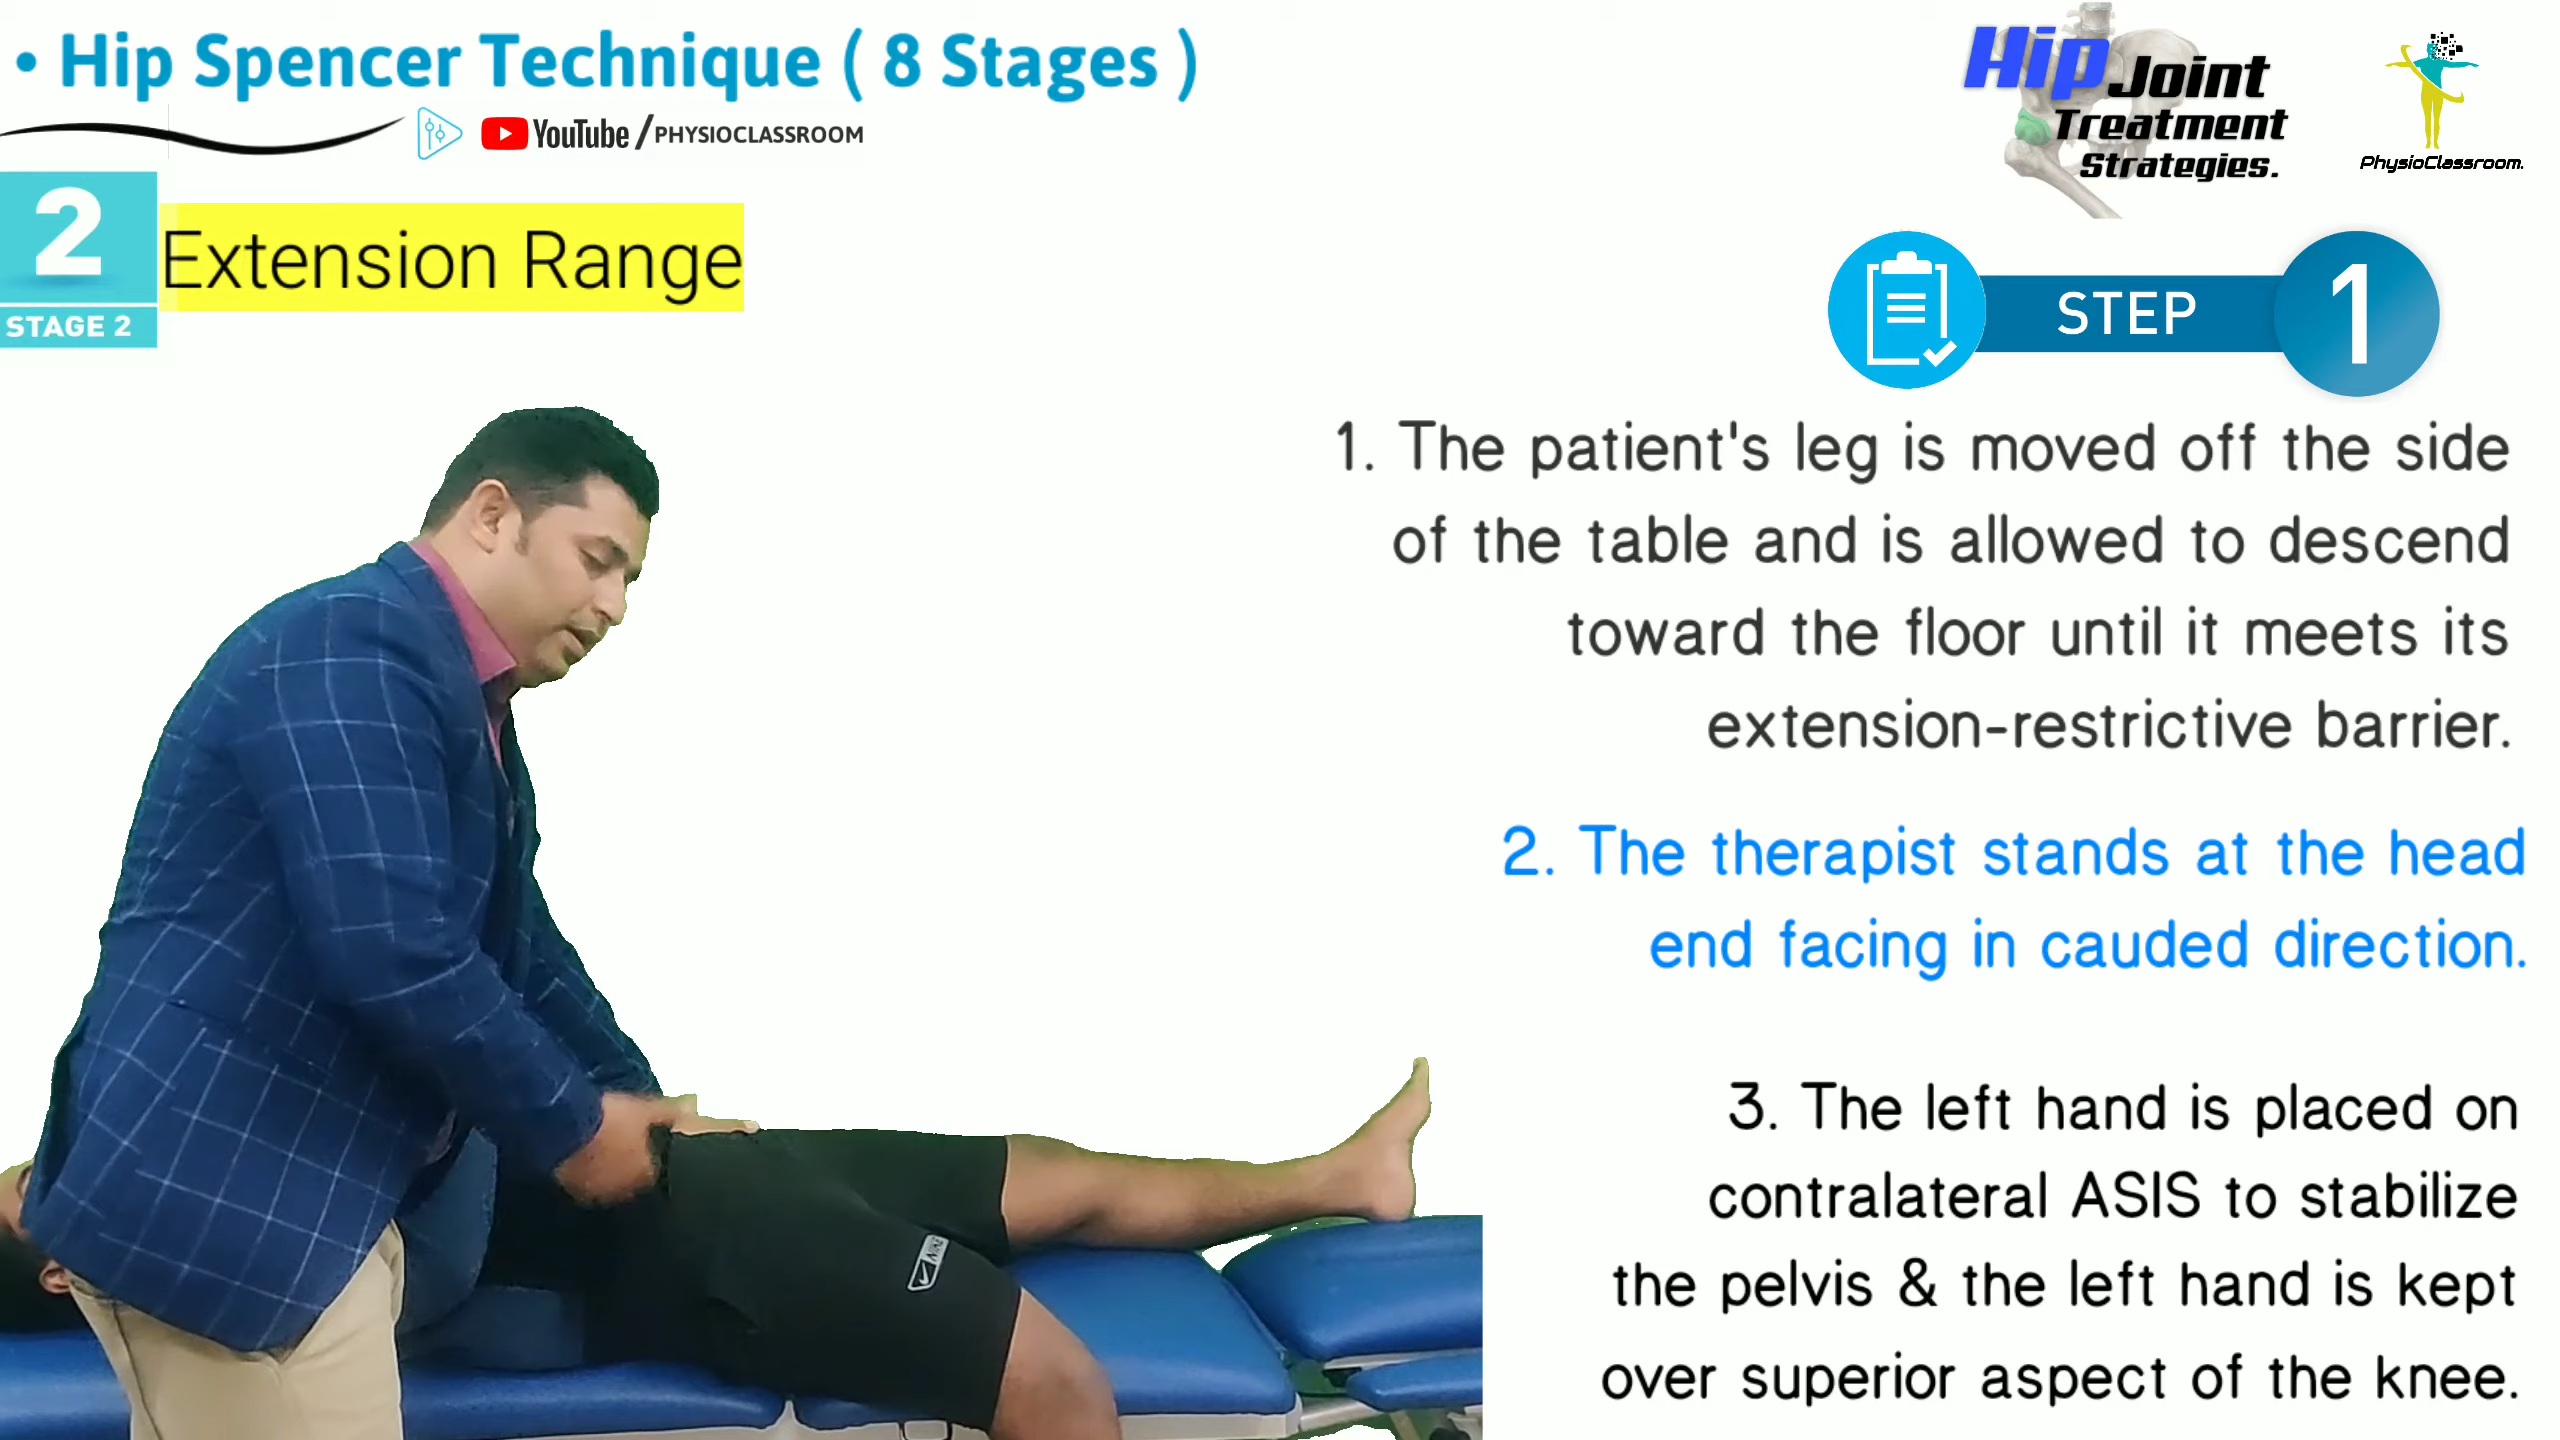 • Hip Spencer Technique ( 8 Stages )
YouTube /PHYSIOCLASSROOM
Hip Joint
Treatment
Strategies.
PhysioClassroom.
2
STAGE 2
Extension Range
STEP 1
1. The patient's leg is moved off the side
of the table and is allowed to descend
toward the floor until it meets its
extension-restrictive barrier.
2. The therapist stands at the head
end facing in cauded direction.
3. The left hand is placed on
contralateral ASIS to stabilize
the pelvis & the left hand is kept
over superior aspect of the knee.
NIKE